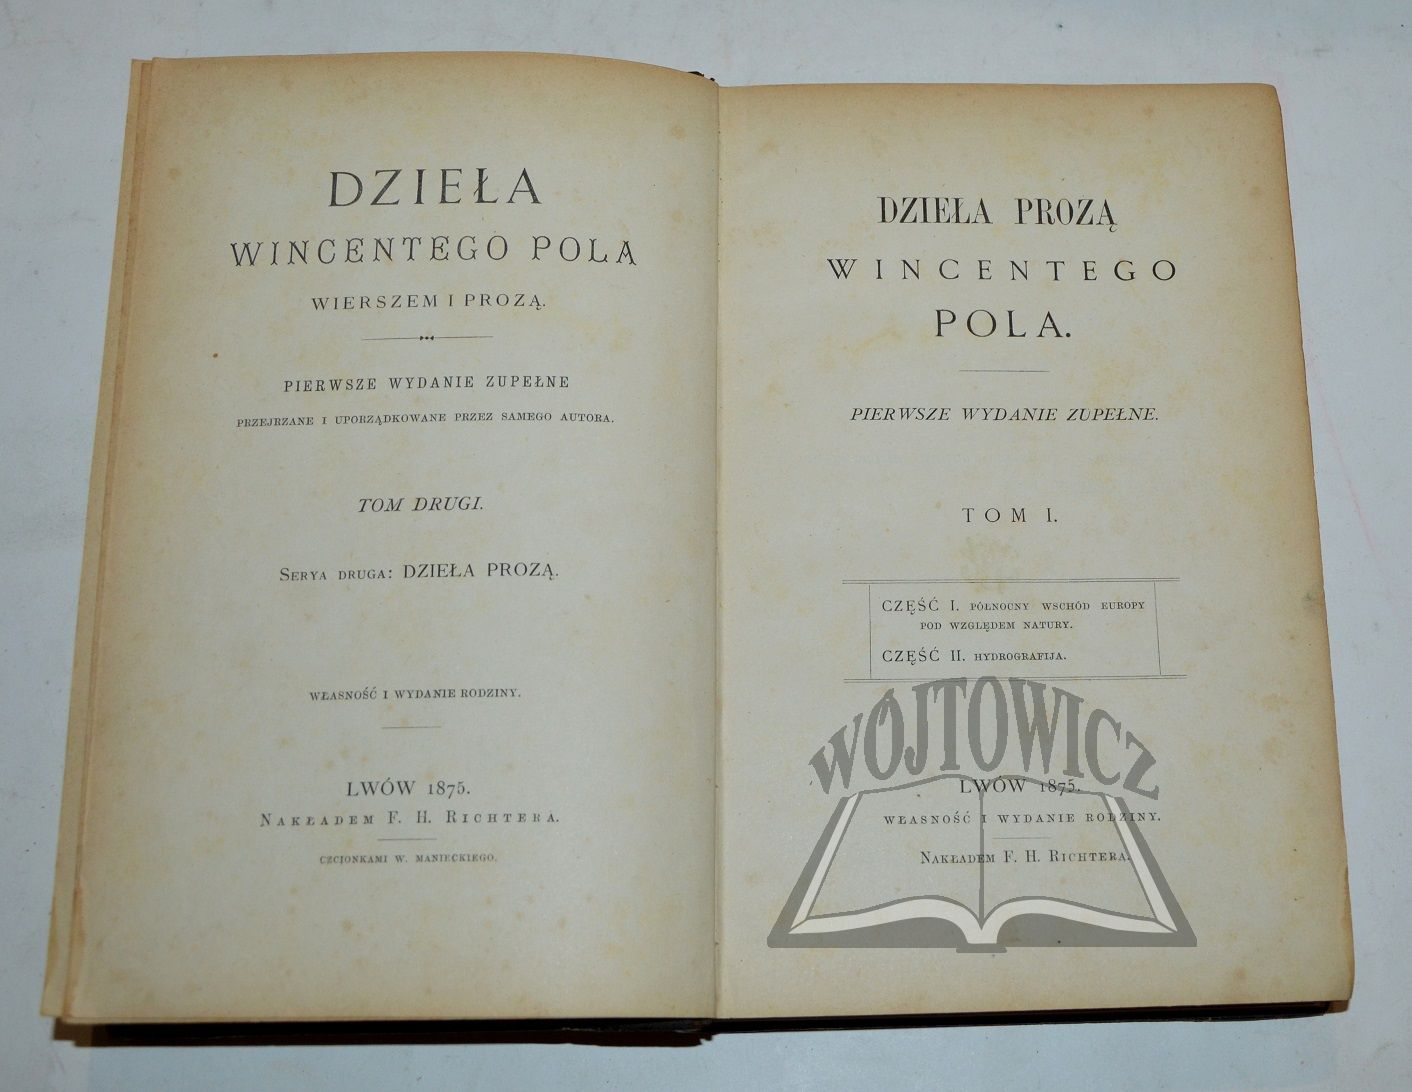 DZIEŁA
WINCENTEGO POLA
WIERSZEM I PROZĄ.
PIERWSZE WYDANIE ZUPEŁNE
PRZEJRZANE I UPORZĄDKOWANE PRZEZ SAMEGO AUTORA.
TOM DRUGI.
SERYA DRUGA: DZIEŁA PROZĄ.
WŁASNOŚĆ I WYDANIE RODZINY.
LWÓW 1875.
NAKŁADEM F. H. RICHTERA.
CZCIONKAMI W. MANIECKIEGO.
DZIEŁA PROZĄ
WINCENTEGO
POLA.
PIERWSZE WYDANIE ZUPEŁNE.
TOM I.
CZĘŚĆ I. PÓŁNOCNY WSCHÓD EUROPY
POD WZGLĘDEM NATURY.
CZĘŚĆ II. HYDROGRAFIJA.
WÓJTOWICZ
LWÓW 1875.
WŁASNOŚĆ I WYDANIE RODZINY.
NAKŁADEM F. H. RICHTERA.